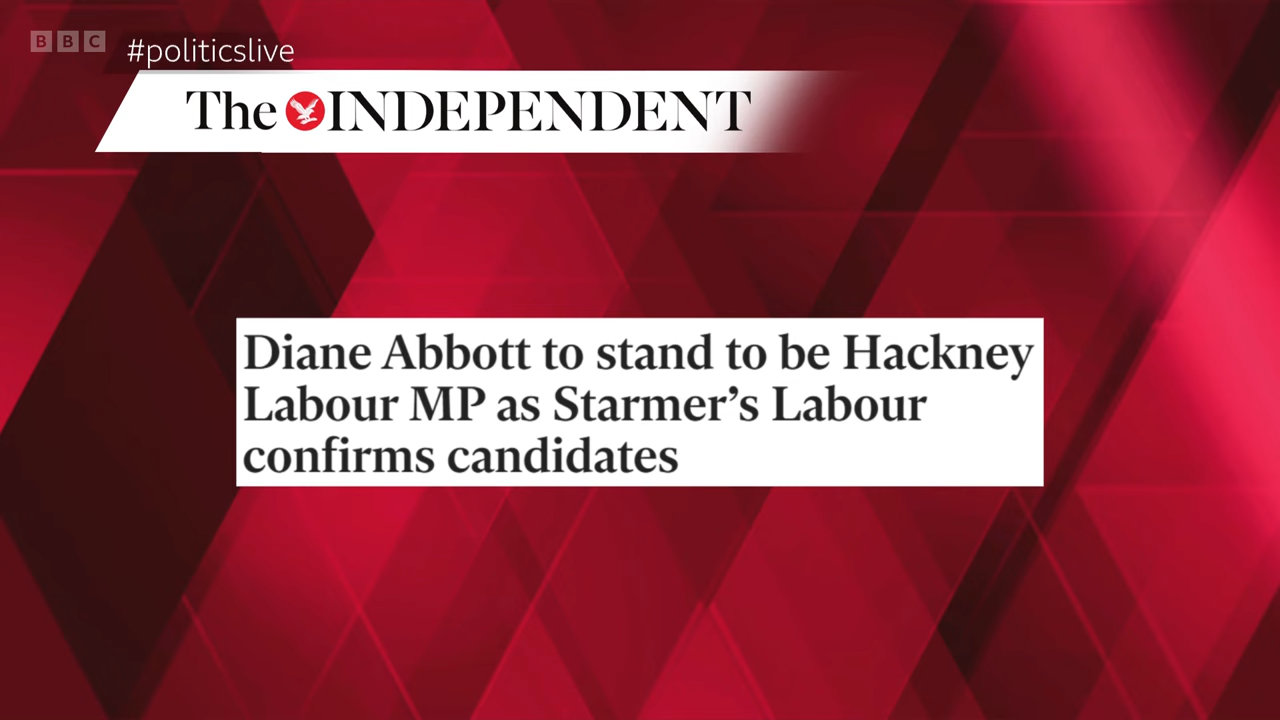 BBC
#politicslive
The INDEPENDENT
Diane Abbott to stand to be Hackney
Labour MP as Starmer’s Labour
confirms candidates